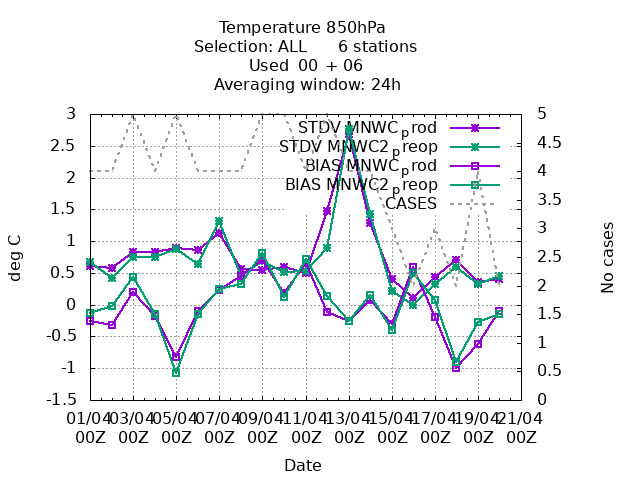 Temperature 850hPa
Selection: ALL 6 stations
Used 00 + 06
Averaging window: 24h
3 5
2.5 4.5
2 4
1.5 3.5
1 3
0.5 2.5
0 2
-0.5 1.5
-1 1
-1.5 0.5
0
deg C
No cases
STDV MNWC_prod
STDV MNWC2_preop
BIAS MNWC_prod
BIAS MNWC2_preop
CASES
01/04 03/04 05/04 07/04 09/04 11/04 13/04 15/04 17/04 19/04 21/04
00Z 00Z 00Z 00Z 00Z 00Z 00Z 00Z 00Z 00Z 00Z
Date